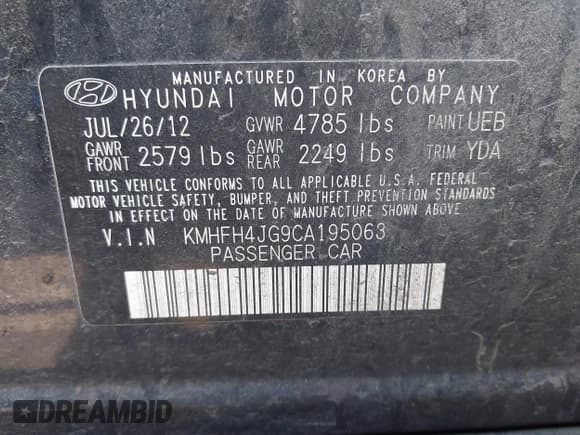 MANUFACTURED IN KOREA BY
HYUNDAI MOTOR COMPANY
JUL/26/12 GVWR 4785 lbs PAINT UEB
GAWR FRONT 2579 lbs GAWR REAR 2249 lbs TRIM YDA
THIS VEHICLE CONFORMS TO ALL APPLICABLE U.S.A. FEDERAL
MOTOR VEHICLE SAFETY, BUMPER, AND THEFT PREVENTION STANDARDS
IN EFFECT ON THE DATE OF MANUFACTURE SHOWN ABOVE
V.I.N KMHFH4JG9CA195063
PASSENGER CAR
DREAMBID